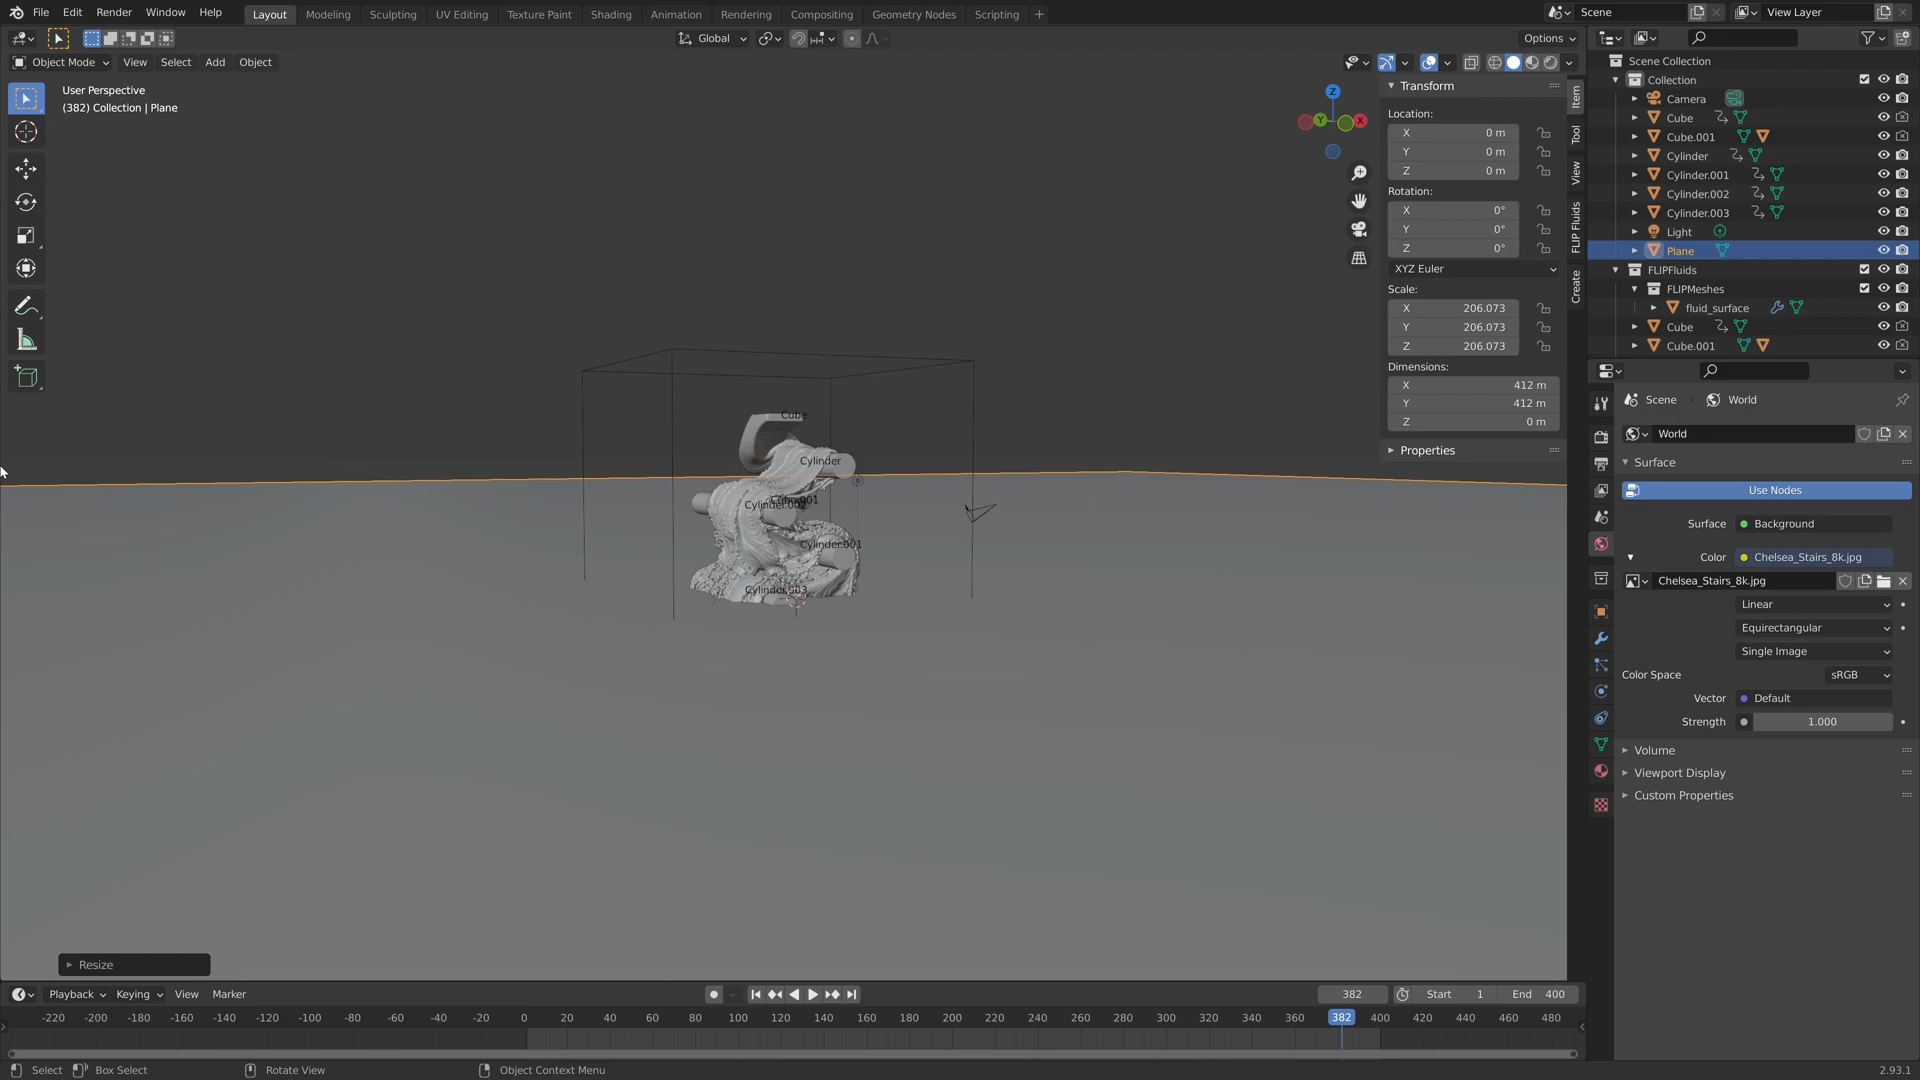 File Edit Render Window Help Layout Modeling Sculpting UV Editing Texture Paint Shading Animation Rendering Compositing Geometry Nodes Scripting + Scene View Layer
Global Options
Object Mode View Select Add Object
User Perspective
(382) Collection | Plane
Z
Y
X
Cube
Cylinder
Cylinder.002
Cylinder.001
Cylinder.003
Transform
Location:
X 0 m
Y 0 m
Z 0 m
Rotation:
X 0°
Y 0°
Z 0°
XYZ Euler
Scale:
X 206.073
Y 206.073
Z 206.073
Dimensions:
X 412 m
Y 412 m
Z 0 m
Properties
Item
Tool
View
FLIP Fluids
Create
Scene Collection
Collection
Camera
Cube
Cube.001
Cylinder
Cylinder.001
Cylinder.002
Cylinder.003
Light
Plane
FLIPFluids
FLIPMeshes
fluid_surface
Cube
Cube.001
Scene World
World
Surface
Use Nodes
Surface Background
Color Chelsea_Stairs_8k.jpg
Chelsea_Stairs_8k.jpg
Linear
Equirectangular
Single Image
Color Space sRGB
Vector Default
Strength 1.000
Volume
Viewport Display
Custom Properties
Resize
Playback Keying View Marker 382 Start 1 End 400
-220 -200 -180 -160 -140 -120 -100 -80 -60 -40 -20 0 20 40 60 80 100 120 140 160 180 200 220 240 260 280 300 320 340 360 382 400 420 440 460 480
Select Box Select Rotate View Object Context Menu 2.93.1